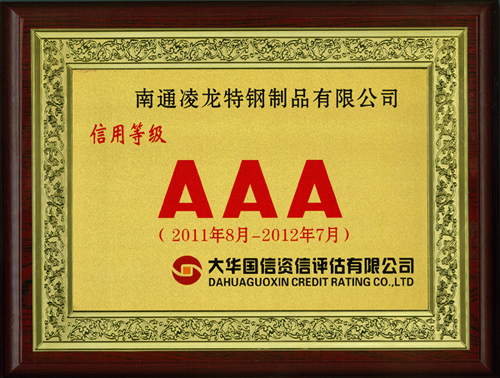 南通凌龙特钢制品有限公司
信用等级
AAA
(2011年8月-2012年7月)
大华国信资信评估有限公司
DAHUAGUOXIN CREDIT RATING CO.,LTD